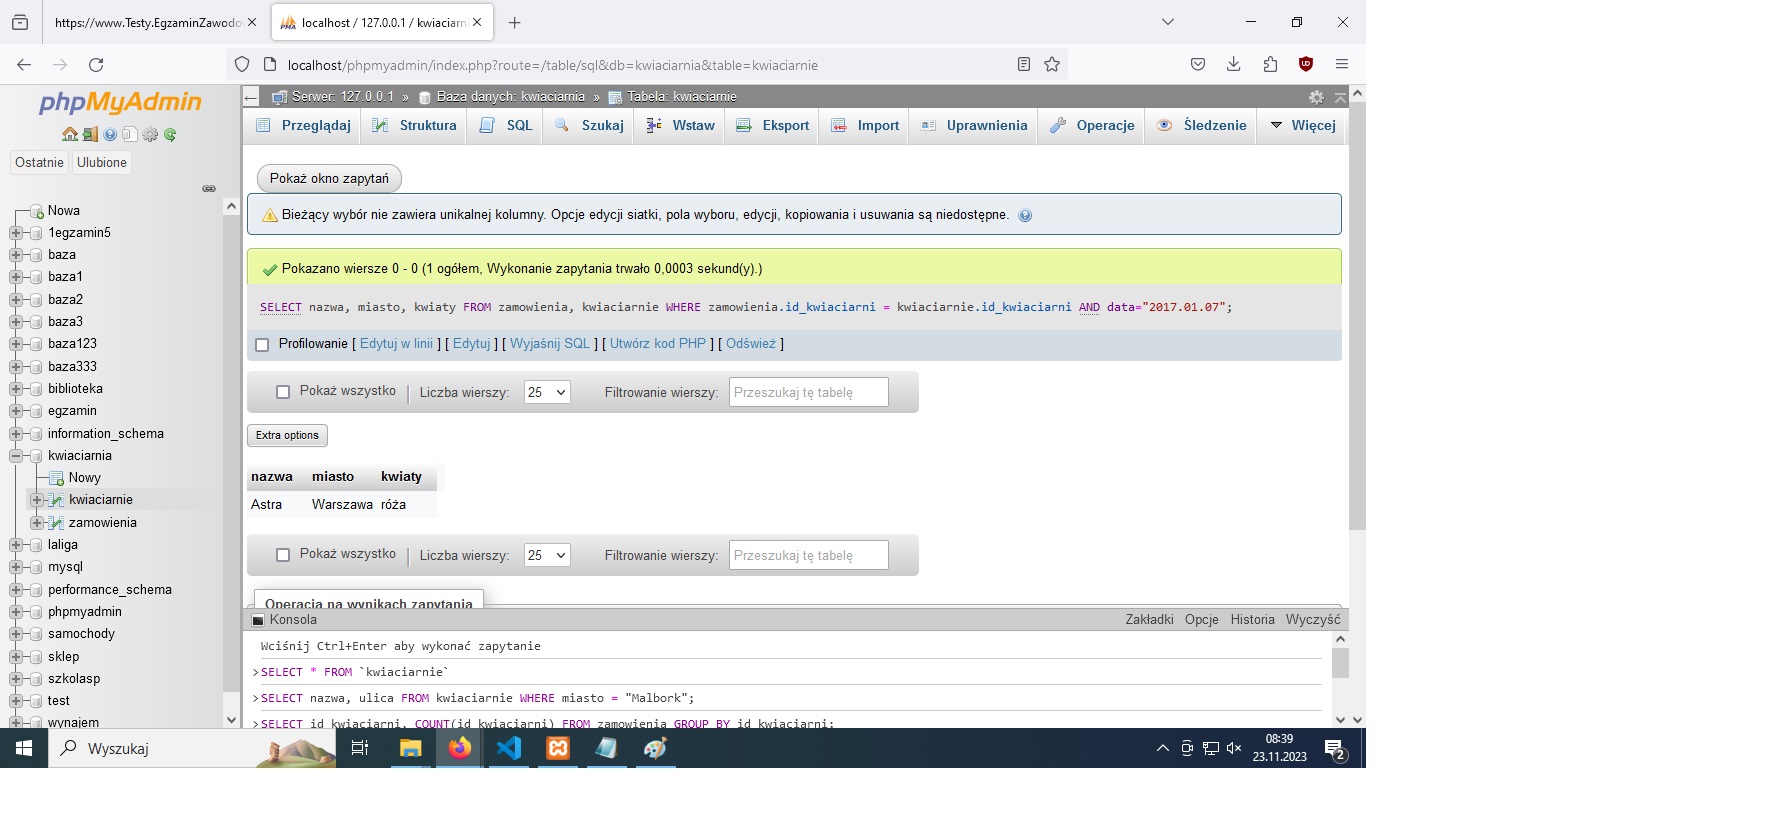 https://www.Testy.EgzaminZawodo
localhost / 127.0.0.1 / kwiaciarn
localhost/phpmyadmin/index.php?route=/table/sql&db=kwiaciarnia&table=kwiaciarnie
phpMyAdmin
Ostatnie Ulubione
Nowa
1egzamin5
baza
baza1
baza2
baza3
baza123
baza333
biblioteka
egzamin
information_schema
kwiaciarnia
Nowy
kwiaciarnie
zamowienia
laliga
mysql
performance_schema
phpmyadmin
samochody
sklep
szkolasp
test
wynajem
Serwer: 127.0.0.1 » Baza danych: kwiaciarnia » Tabela: kwiaciarnie
Przeglądaj Struktura SQL Szukaj Wstaw Eksport Import Uprawnienia Operacje Śledzenie Więcej
Pokaż okno zapytań
Bieżący wybór nie zawiera unikalnej kolumny. Opcje edycji siatki, pola wyboru, edycji, kopiowania i usuwania są niedostępne.
Pokazano wiersze 0 - 0 (1 ogółem, Wykonanie zapytania trwało 0,0003 sekund(y).)
SELECT nazwa, miasto, kwiaty FROM zamowienia, kwiaciarnie WHERE zamowienia.id_kwiaciarni = kwiaciarnie.id_kwiaciarni AND data="2017.01.07";
Profilowanie [ Edytuj w linii ] [ Edytuj ] [ Wyjaśnij SQL ] [ Utwórz kod PHP ] [ Odśwież ]
Pokaż wszystko | Liczba wierszy: 25 Filtrowanie wierszy: Przeszukaj tę tabelę
Extra options
nazwa miasto kwiaty
Astra Warszawa róża
Pokaż wszystko | Liczba wierszy: 25 Filtrowanie wierszy: Przeszukaj tę tabelę
Operacja na wynikach zapytania
Konsola Zakładki Opcje Historia Wyczyść
Wciśnij Ctrl+Enter aby wykonać zapytanie
>SELECT * FROM `kwiaciarnie`
>SELECT nazwa, ulica FROM kwiaciarnie WHERE miasto = "Malbork";
>SELECT id_kwiaciarni, COUNT(id_kwiaciarni) FROM zamowienia GROUP BY id_kwiaciarni;
Wyszukaj
08:39
23.11.2023
2